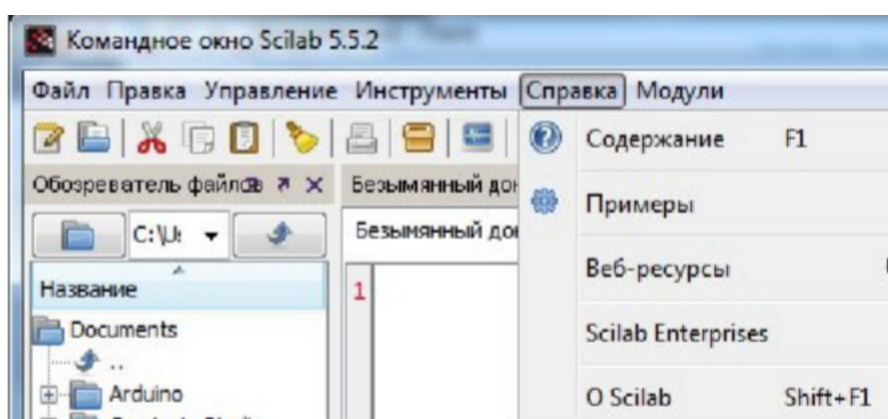 Командное окно Scilab 5.5.2
Файл Правка Управление Инструменты Справка Модули
Обозреватель файлов
Безымянный док
C:\Us
Безымянный док
Название
1
Documents
..
Arduino
Содержание F1
Примеры
Веб-ресурсы
Scilab Enterprises
О Scilab Shift+F1